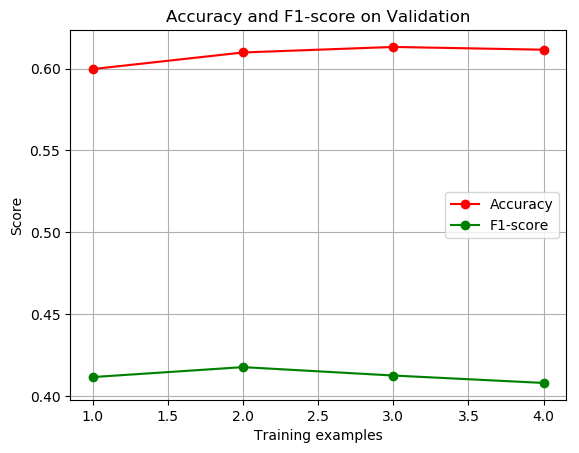 Accuracy and F1-score on Validation
Score
0.60
0.55
0.50
0.45
0.40
Accuracy
F1-score
1.0 1.5 2.0 2.5 3.0 3.5 4.0
Training examples